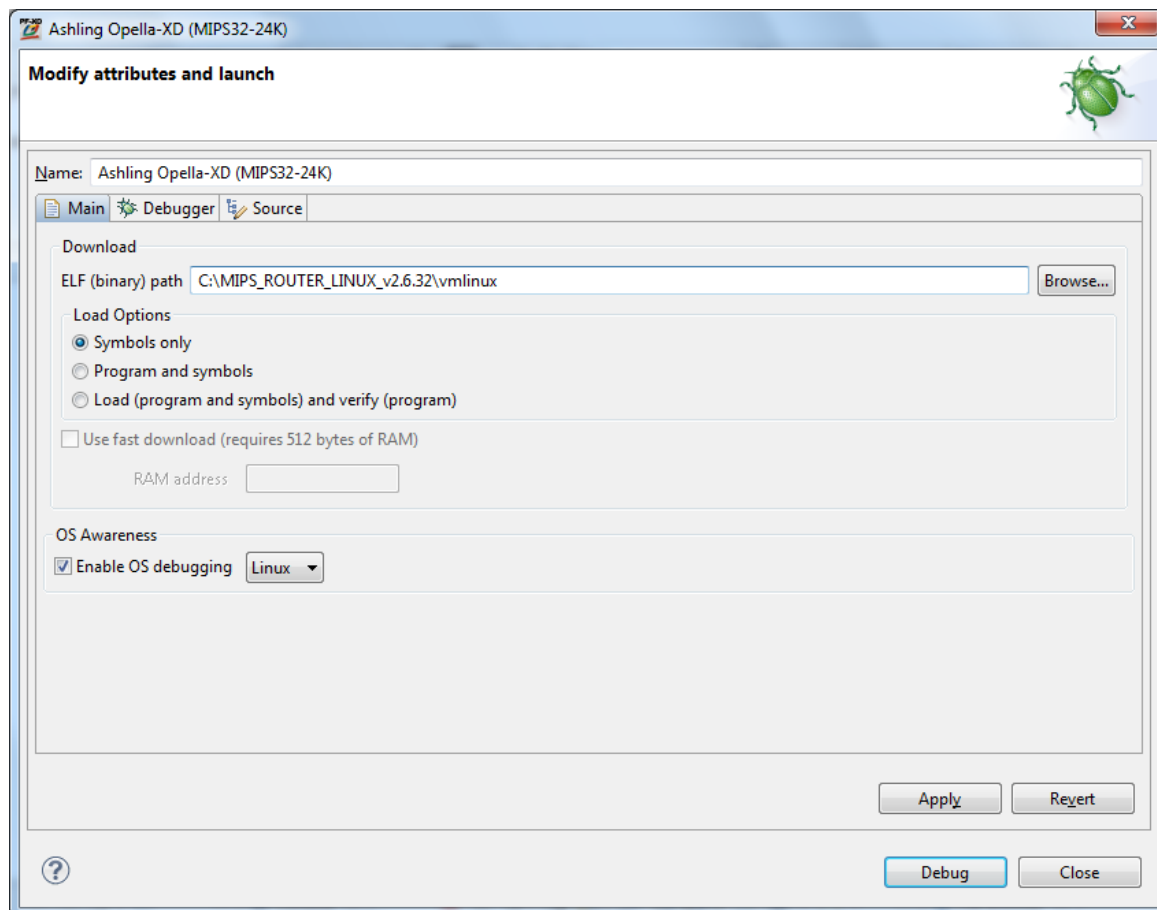 PF-XD
Ashling Opella-XD (MIPS32-24K)
Modify attributes and launch
Name: Ashling Opella-XD (MIPS32-24K)
Main Debugger Source
Download
ELF (binary) path C:\MIPS_ROUTER_LINUX_v2.6.32\vmlinux Browse...
Load Options
Symbols only
Program and symbols
Load (program and symbols) and verify (program)
Use fast download (requires 512 bytes of RAM)
RAM address
OS Awareness
Enable OS debugging Linux
Apply Revert
? Debug Close